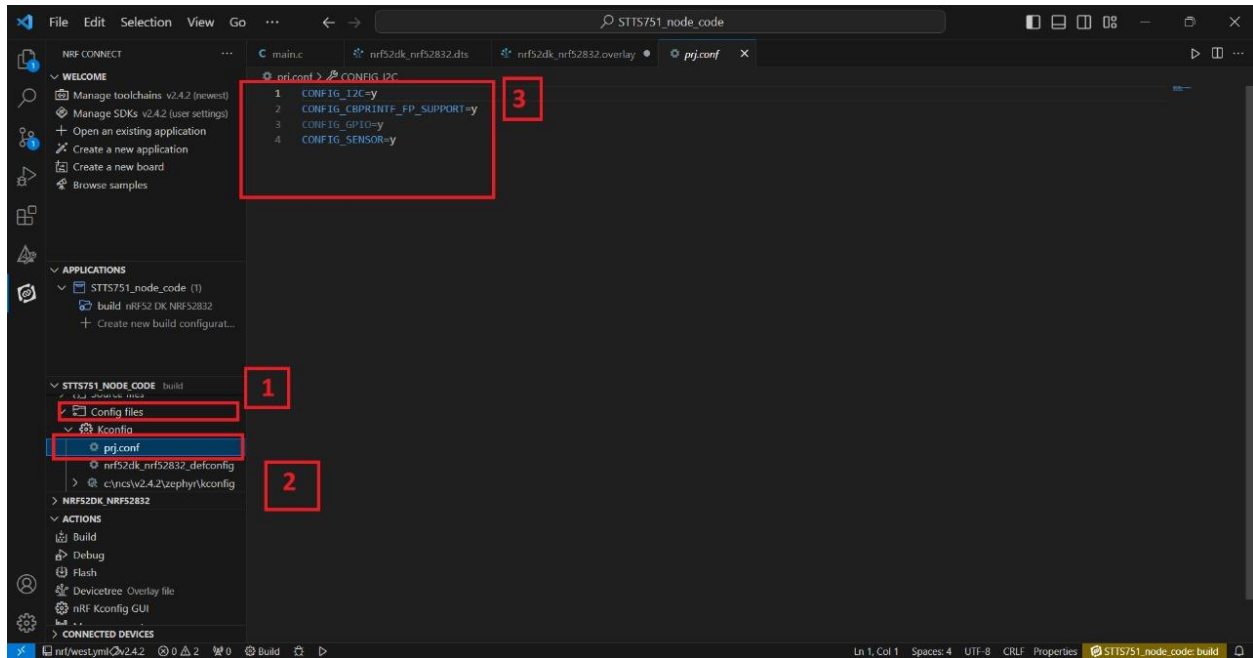 File Edit Selection View Go ... STTS751_node_code
NRF CONNECT ...
WELCOME
Manage toolchains v2.4.2 (newest)
Manage SDKs v2.4.2 (user settings)
Open an existing application
Create a new application
Create a new board
Browse samples
APPLICATIONS
STTS751_node_code (1)
build nRF52 DK NRF52832
Create new build configurat...
STTS751_NODE_CODE build
Source files
Config files
Kconfig
prj.conf
nrf52dk_nrf52832_defconfig
c:\ncs\v2.4.2\zephyr\kconfig
NRF52DK_NRF52832
ACTIONS
Build
Debug
Flash
Devicetree Overlay file
nRF Kconfig GUI
CONNECTED DEVICES
1
2
C main.c nrf52dk_nrf52832.dts nrf52dk_nrf52832.overlay prj.conf
prj.conf > CONFIG_I2C
1 CONFIG_I2C=y
2 CONFIG_CBPRINTF_FP_SUPPORT=y
3 CONFIG_GPIO=y
4 CONFIG_SENSOR=y
3
nrf/west.yml v2.4.2 0 2 0 Build Ln 1, Col 1 Spaces: 4 UTF-8 CRLF Properties STTS751_node_code: build